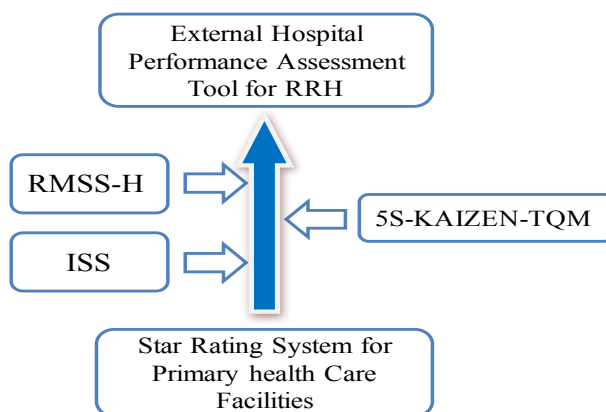 External Hospital
Performance Assessment
Tool for RRH
RMSS-H
5S-KAIZEN-TQM
ISS
Star Rating System for
Primary health Care
Facilities